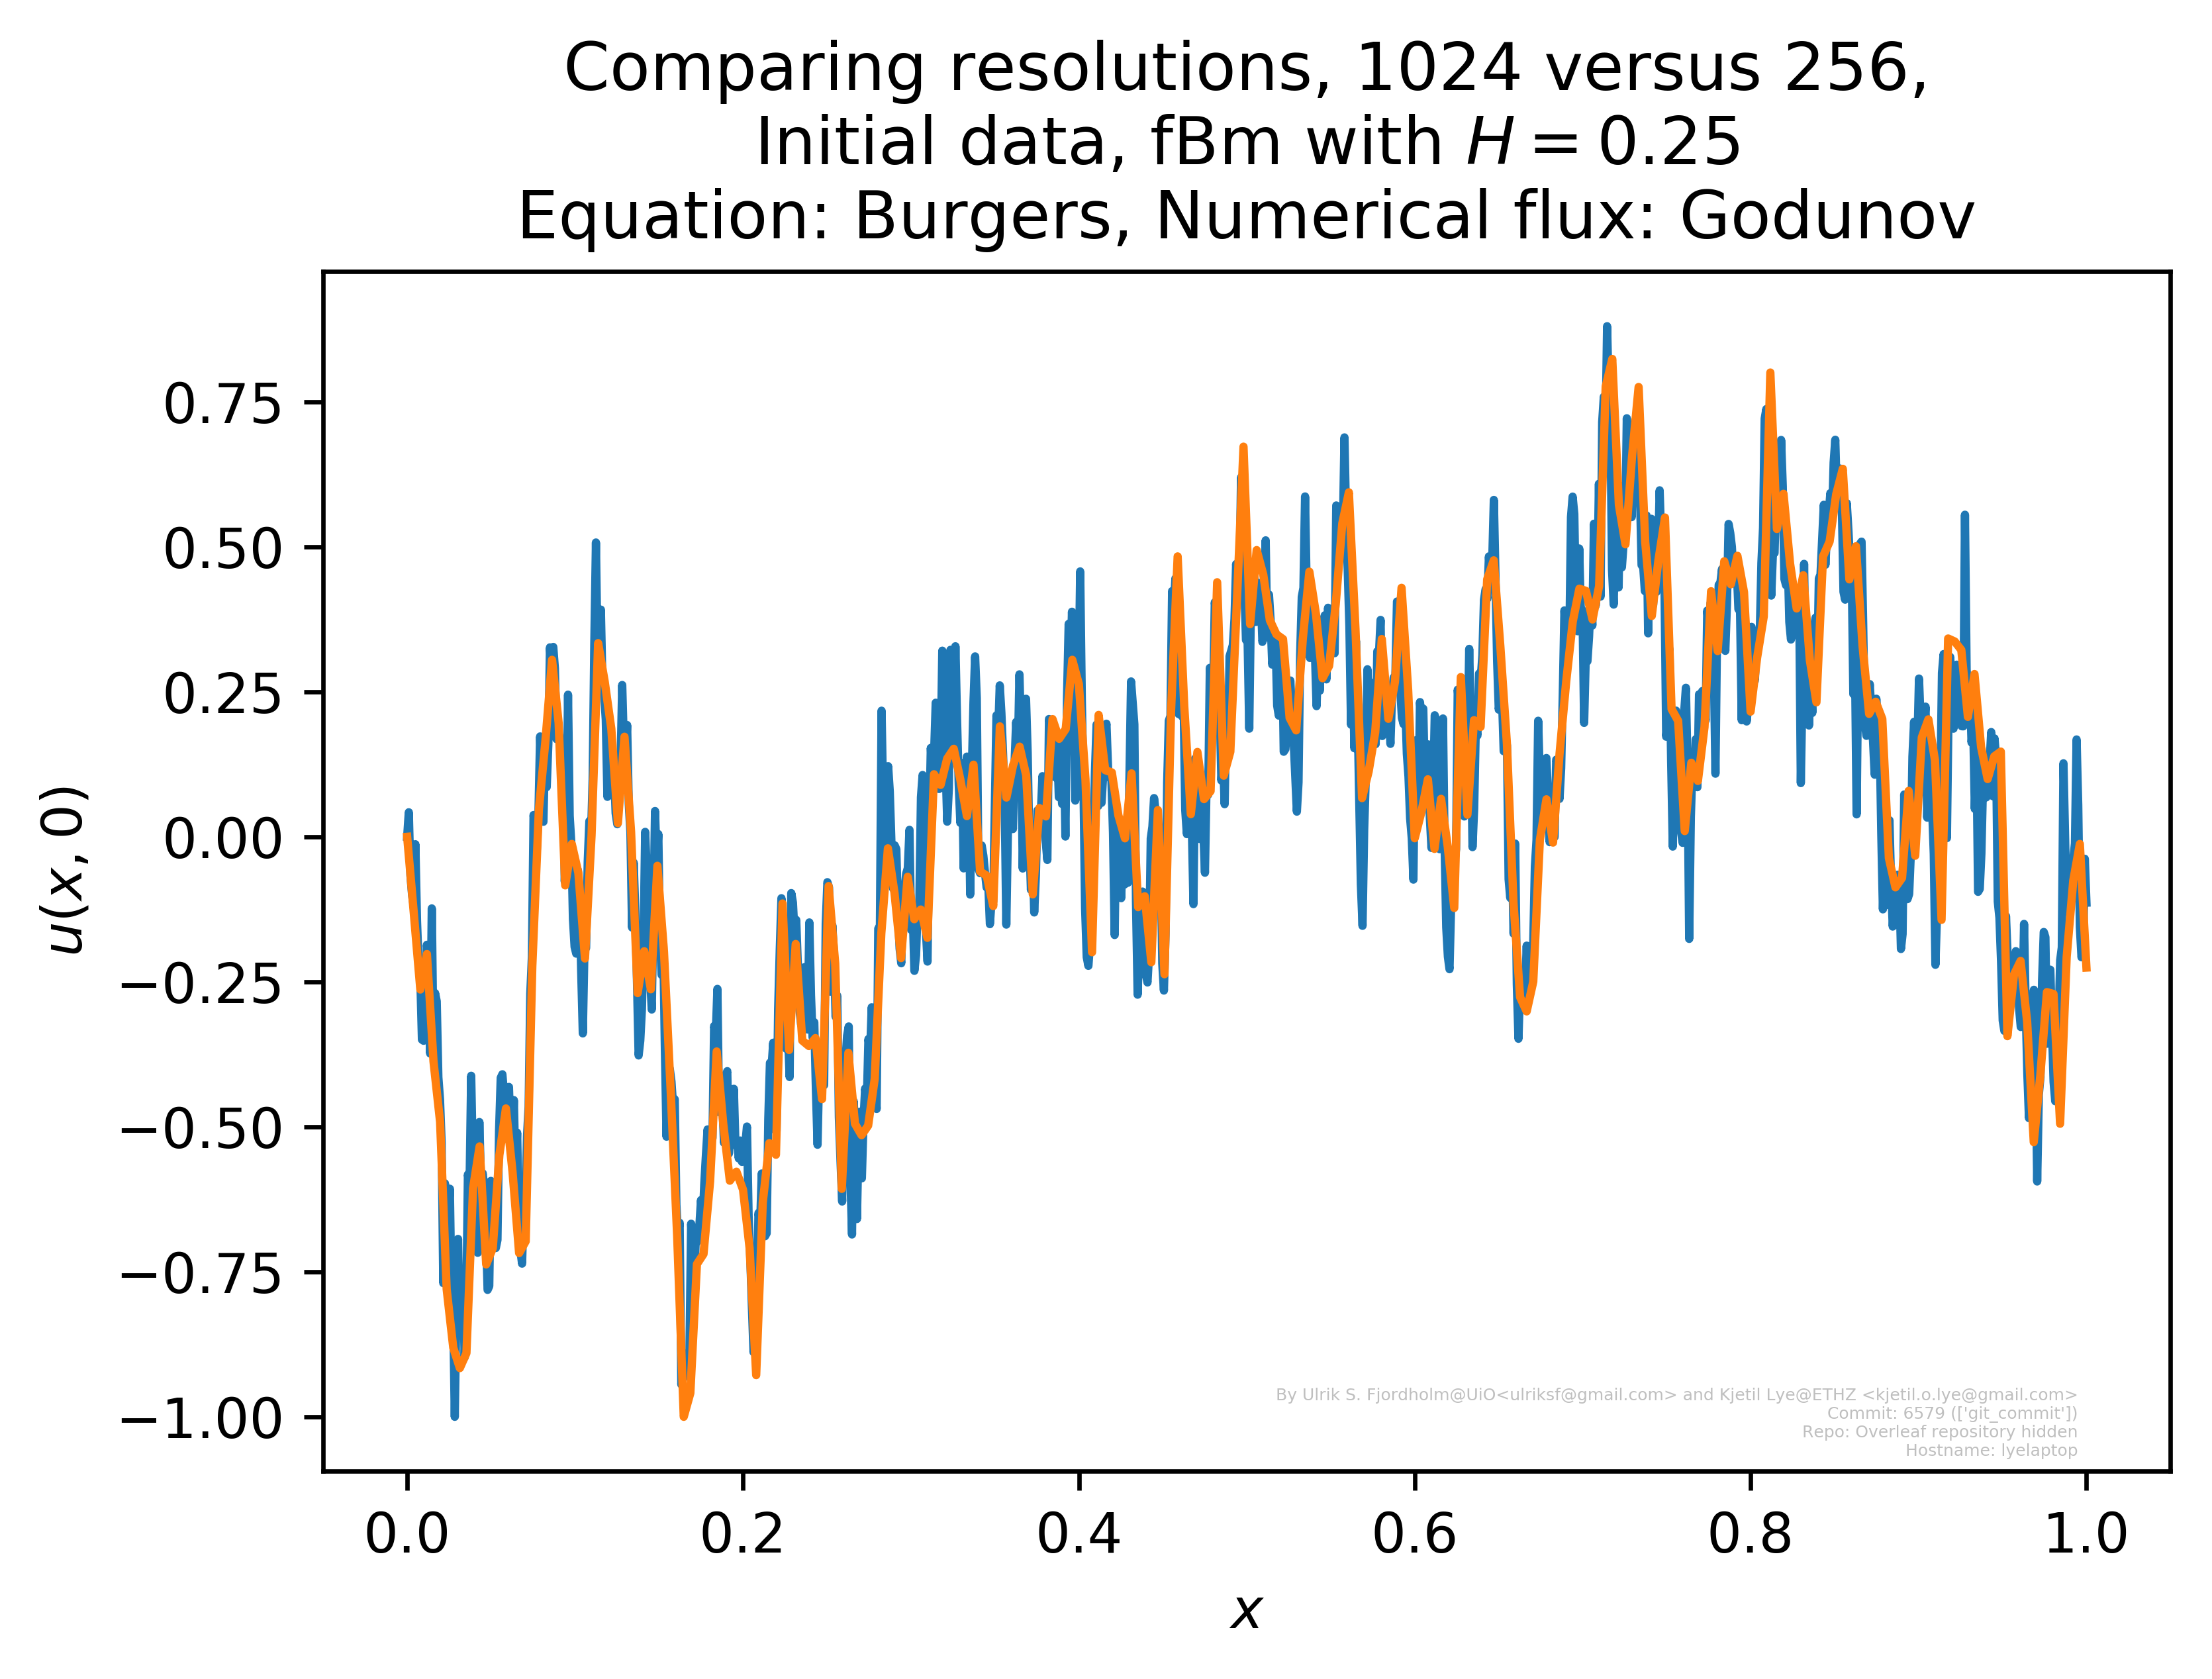 Comparing resolutions, 1024 versus 256,
Initial data, fBm with H = 0.25
Equation: Burgers, Numerical flux: Godunov
0.75
0.50
0.25
0.00
−0.25
−0.50
−0.75
−1.00
u(x, 0)
By Ulrik S. Fjordholm@UiO<ulriksf@gmail.com> and Kjetil Lye@ETHZ <kjetil.o.lye@gmail.com>
Commit: 6579 (['git_commit'])
Repo: Overleaf repository hidden
Hostname: lyelaptop
0.0 0.2 0.4 0.6 0.8 1.0
x